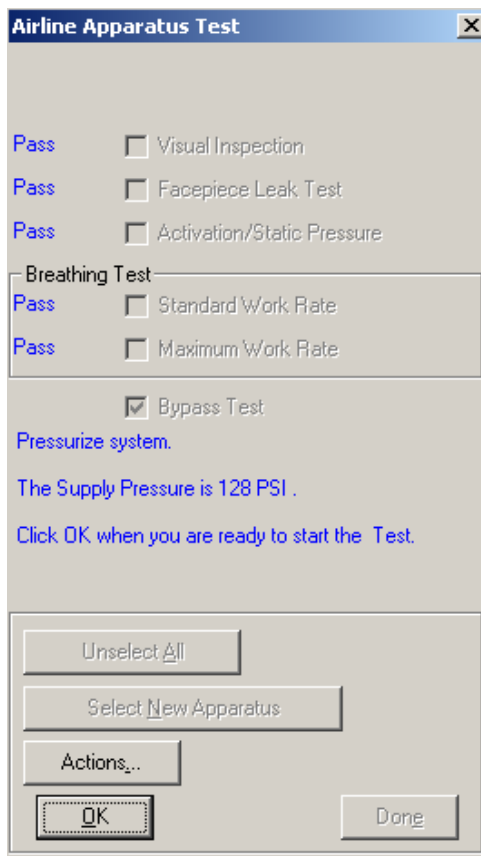 Airline Apparatus Test
Pass Visual Inspection
Pass Facepiece Leak Test
Pass Activation/Static Pressure
Breathing Test
Pass Standard Work Rate
Pass Maximum Work Rate
Bypass Test
Pressurize system.
The Supply Pressure is 128 PSI .
Click OK when you are ready to start the  Test.
Unselect All
Select New Apparatus
Actions...
OK Done